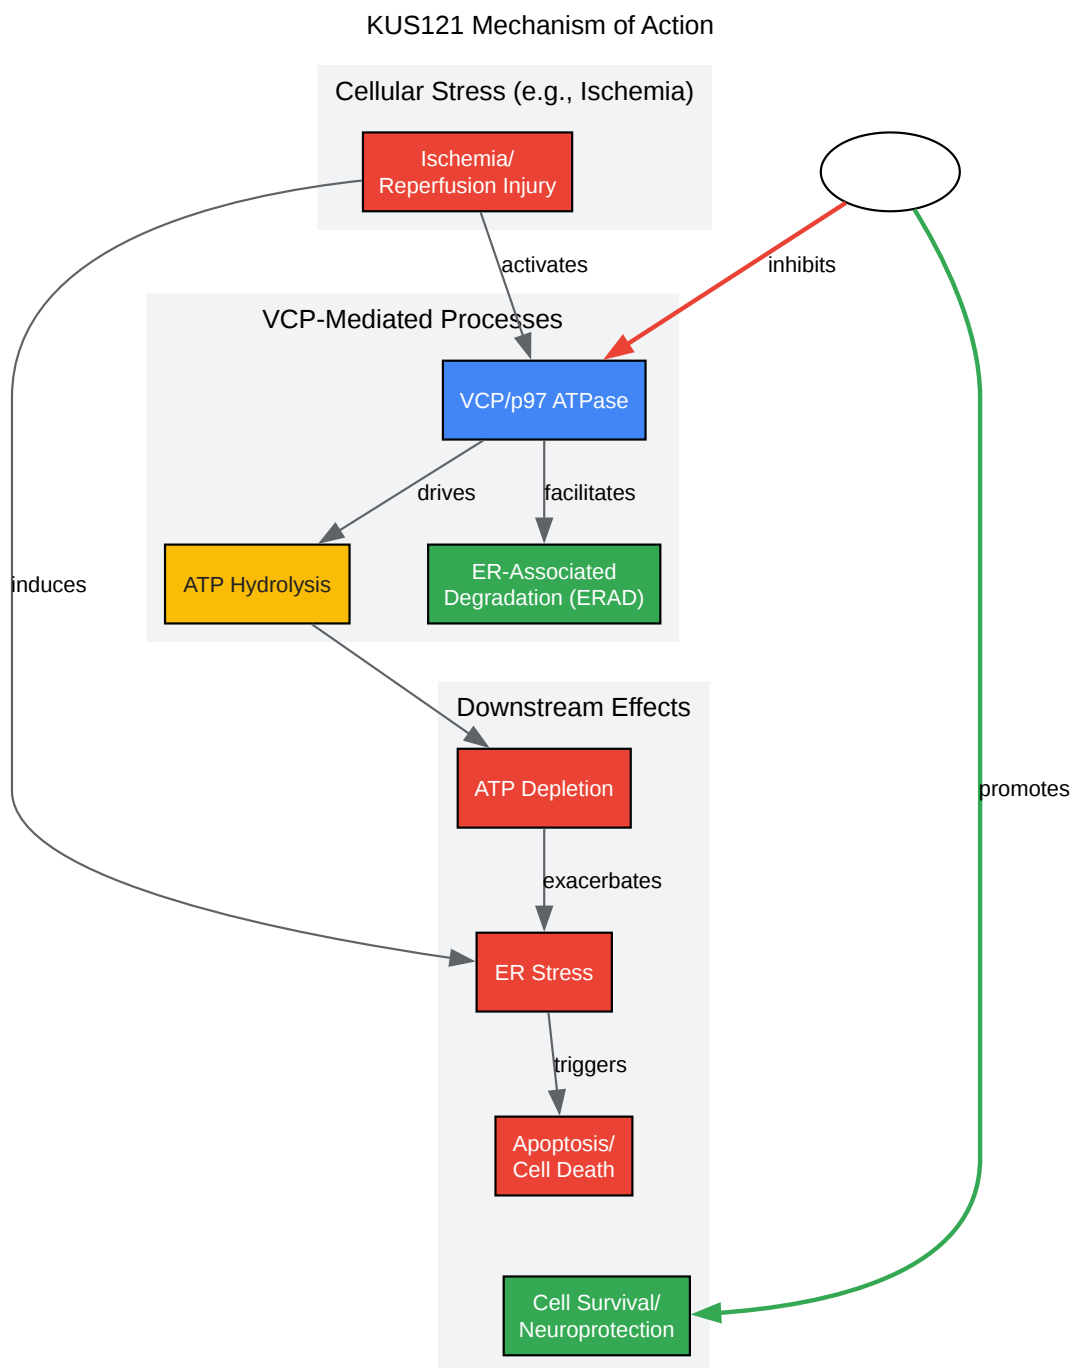 KUS121 Mechanism of Action
Cellular Stress (e.g., Ischemia)
Ischemia/
Reperfusion Injury
activates
inhibits
VCP-Mediated Processes
VCP/p97 ATPase
drives
facilitates
ATP Hydrolysis
ER-Associated
Degradation (ERAD)
induces
Downstream Effects
ATP Depletion
promotes
exacerbates
ER Stress
triggers
Apoptosis/
Cell Death
Cell Survival/
Neuroprotection